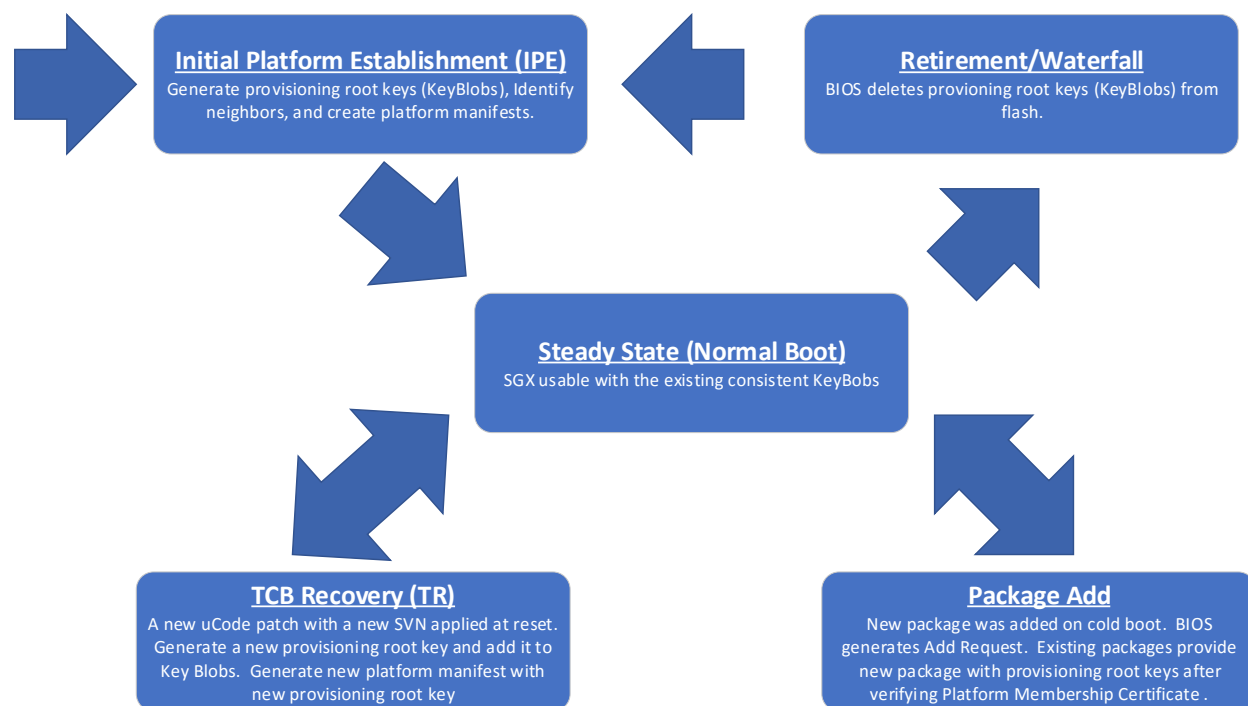 Initial Platform Establishment (IPE)
Generate provisioning root keys (KeyBlobs), Identify
neighbors, and create platform manifests.
Retirement/Waterfall
BIOS deletes provioning root keys (KeyBlobs) from
flash.
Steady State (Normal Boot)
SGX usable with the existing consistent KeyBobs
TCB Recovery (TR)
A new uCode patch with a new SVN applied at reset.
Generate a new provisioning root key and add it to
Key Blobs. Generate new platform manifest with
new provisioning root key
Package Add
New package was added on cold boot. BIOS
generates Add Request. Existing packages provide
new package with provisioning root keys after
verifying Platform Membership Certificate .